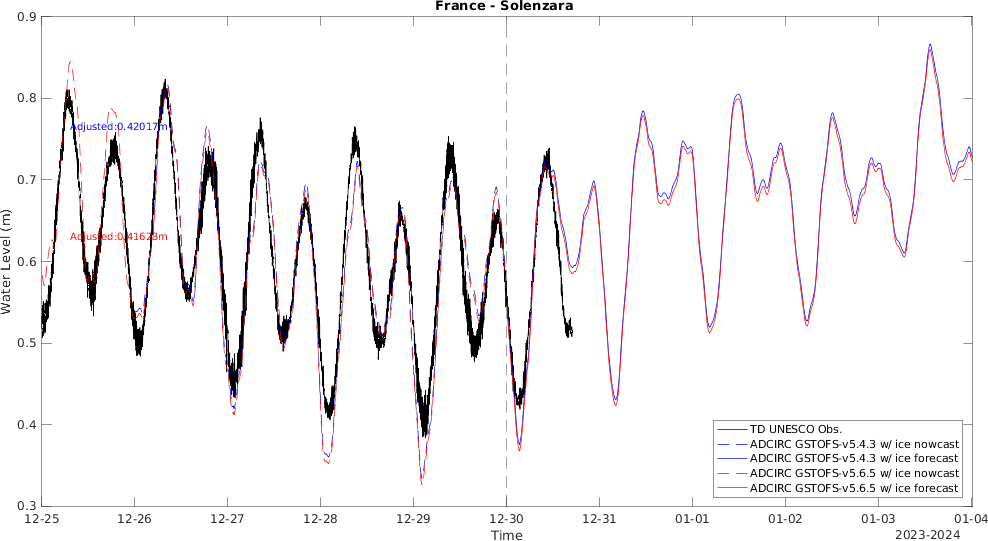 France - Solenzara
0.9
0.8
0.7
0.6
0.5
0.4
0.3
Water Level (m)
Adjusted:0.42017m
Adjusted:0.41623m
TD UNESCO Obs.
ADCIRC GSTOFS-v5.4.3 w/ ice nowcast
ADCIRC GSTOFS-v5.4.3 w/ ice forecast
ADCIRC GSTOFS-v5.6.5 w/ ice nowcast
ADCIRC GSTOFS-v5.6.5 w/ ice forecast
12-25 12-26 12-27 12-28 12-29 12-30 12-31 01-01 01-02 01-03 01-04
Time
2023-2024